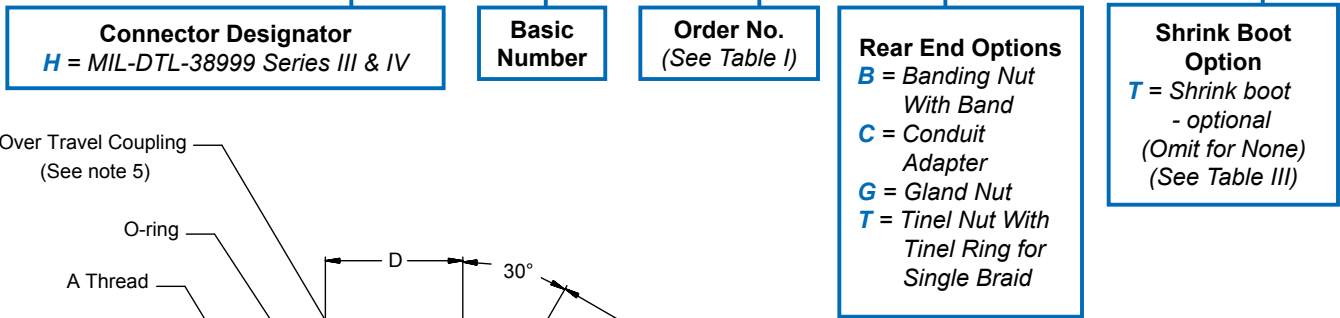 Connector Designator
H = MIL-DTL-38999 Series III & IV
Basic
Number
Order No.
(See Table I)
Rear End Options
B = Banding Nut
With Band
C = Conduit
Adapter
G = Gland Nut
T = Tinel Nut With
Tinel Ring for
Single Braid
Shrink Boot
Option
T = Shrink boot
- optional
(Omit for None)
(See Table III)
Over Travel Coupling
(See note 5)
O-ring
A Thread
D
30°